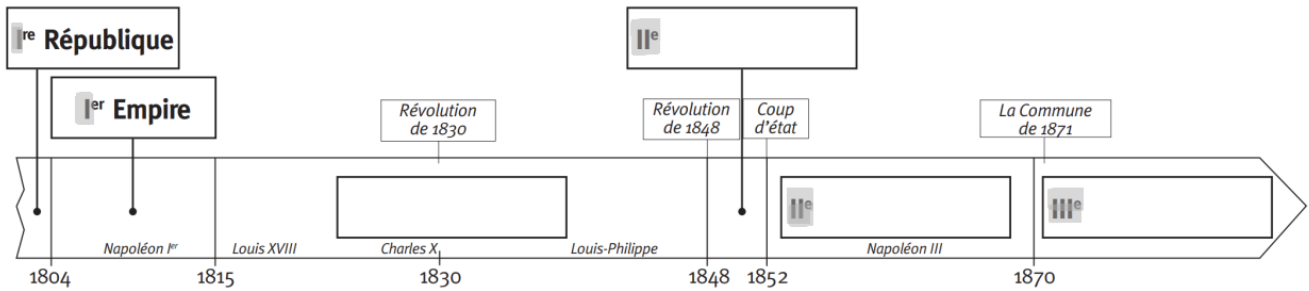 Iʳᵉ République
IIᵉ
Iᵉʳ Empire
Révolution
de 1830
Révolution
de 1848
Coup
d'état
La Commune
de 1871
IIᵉ
IIIᵉ
Napoléon Iᵉʳ
Louis XVIII
Charles X
Louis-Philippe
Napoléon III
1804
1815
1830
1848
1852
1870